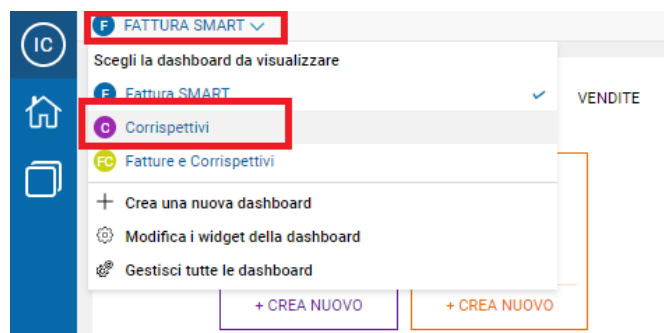 IC
F FATTURA SMART
Scegli la dashboard da visualizzare
F Fattura SMART
VENDITE
C Corrispettivi
FC Fatture e Corrispettivi
+ Crea una nuova dashboard
Modifica i widget della dashboard
Gestisci tutte le dashboard
+ CREA NUOVO
+ CREA NUOVO